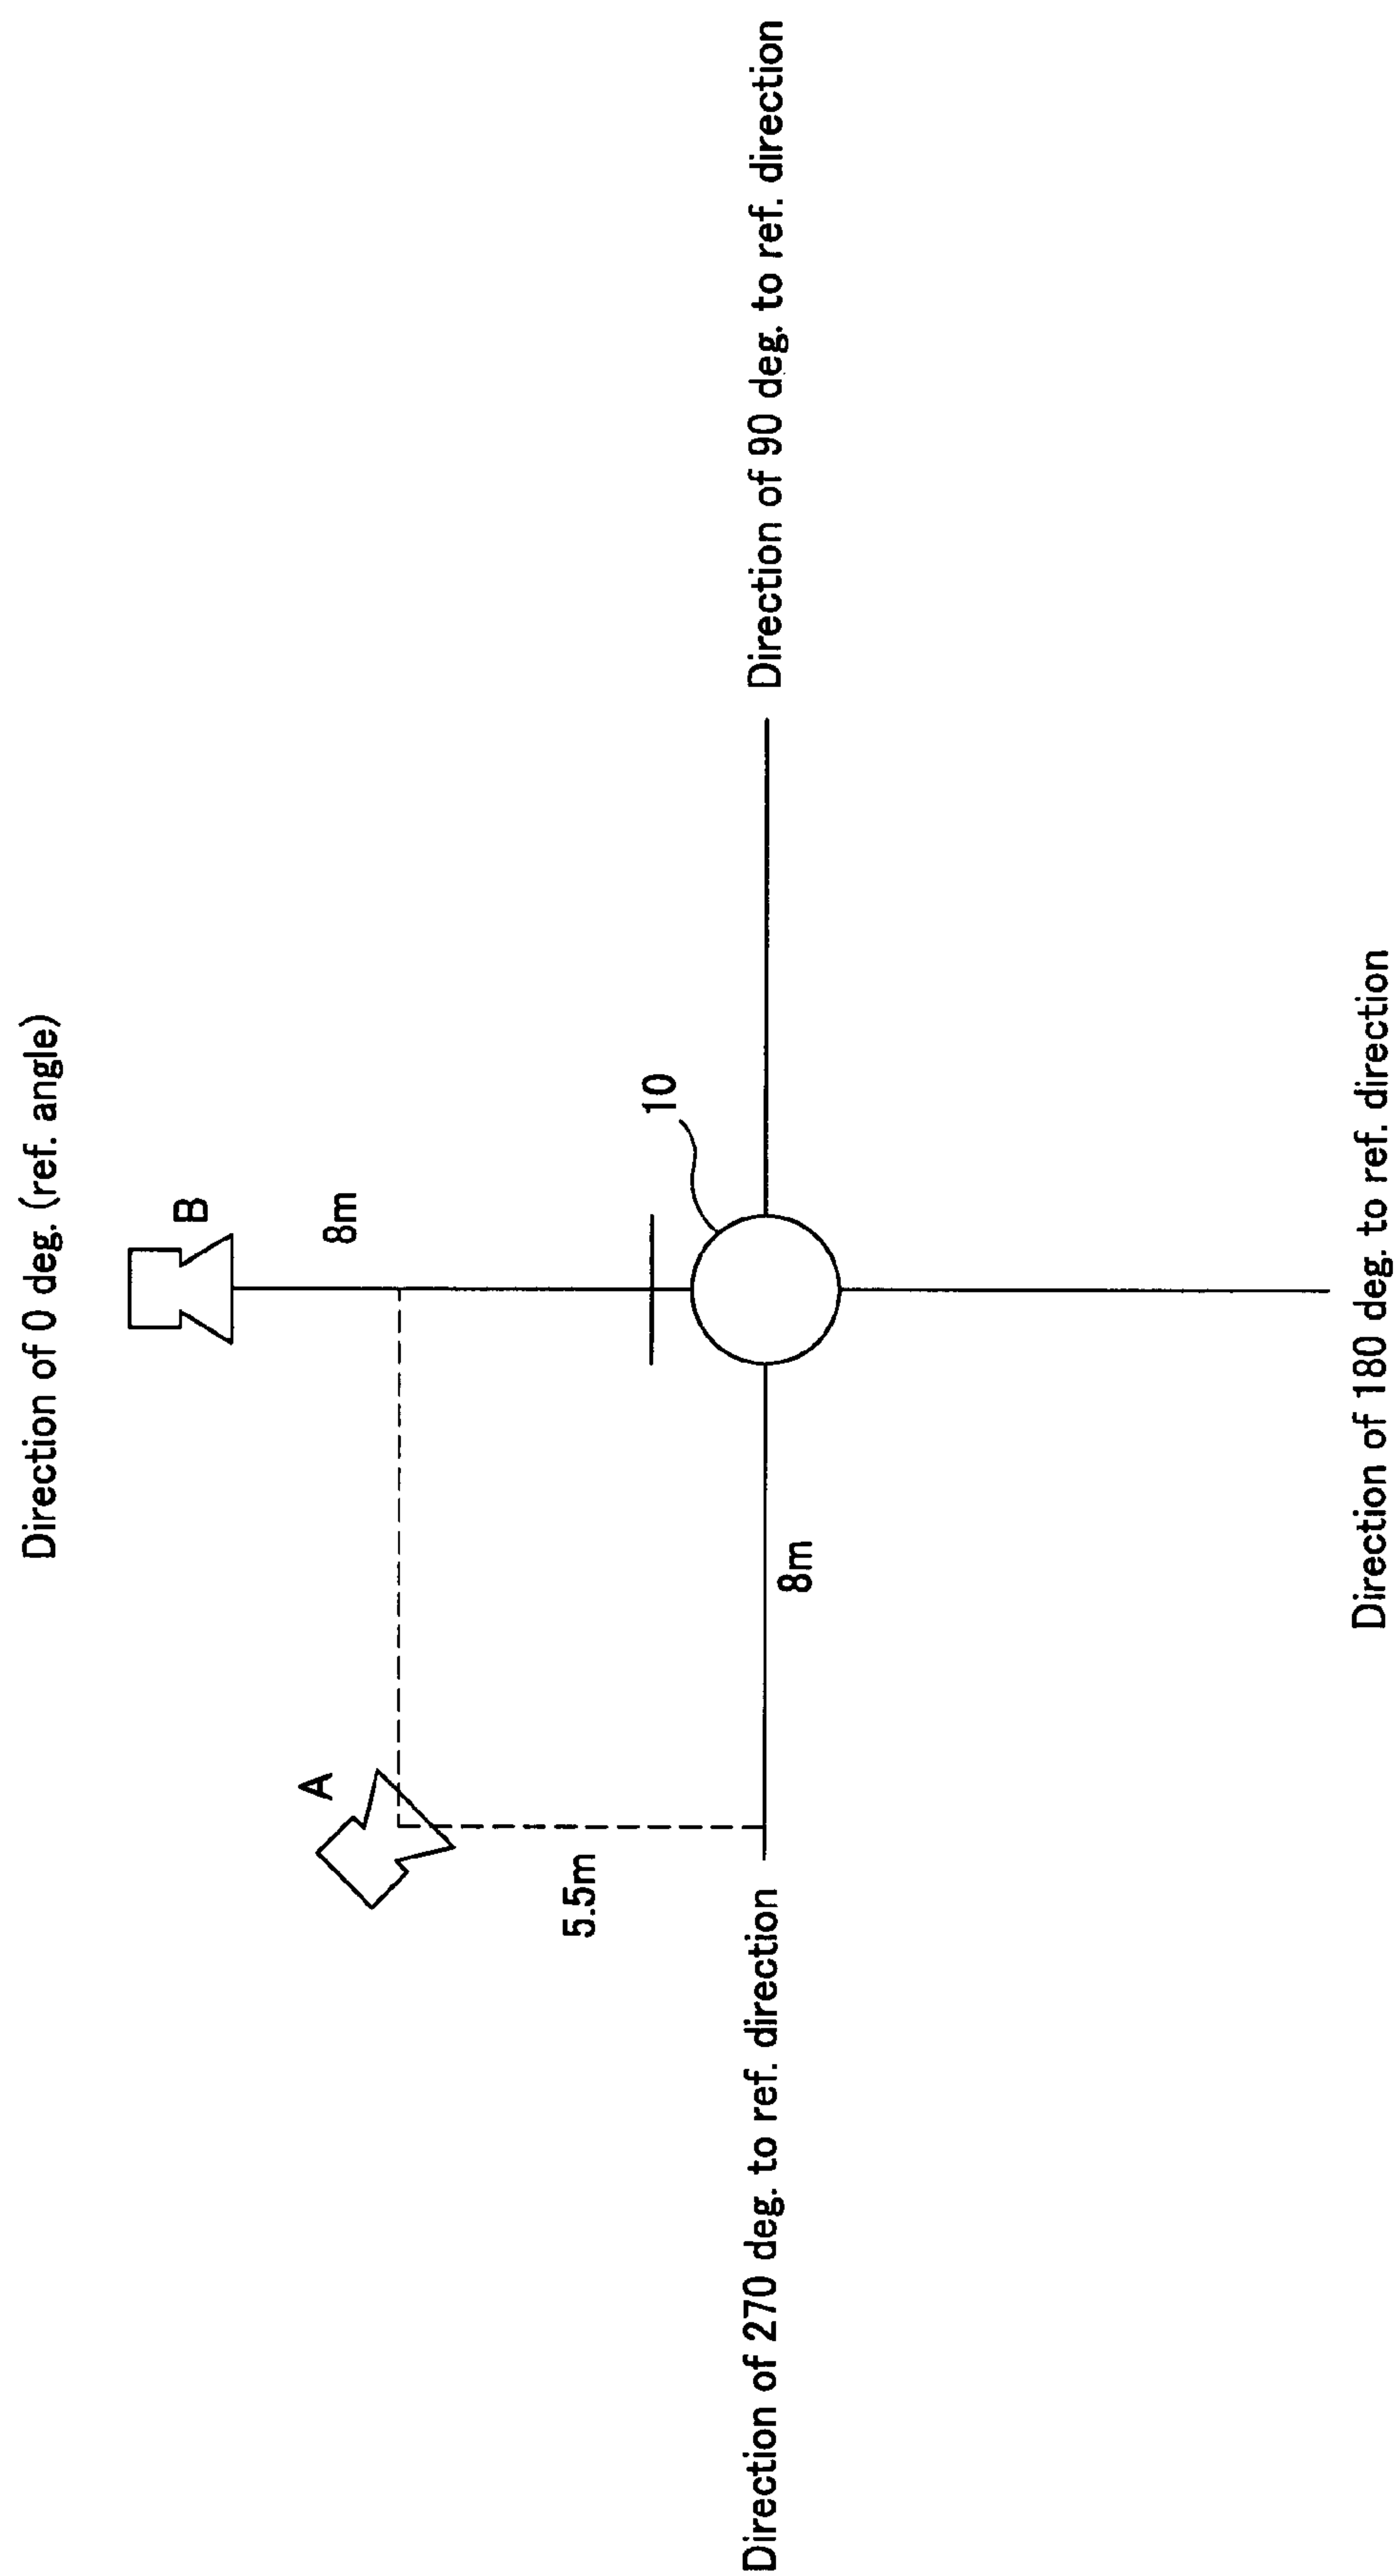 Direction of 0 deg. (ref. angle)
B
8m
A
10
5.5m
8m
Direction of 270 deg. to ref. direction
Direction of 90 deg. to ref. direction
Direction of 180 deg. to ref. direction